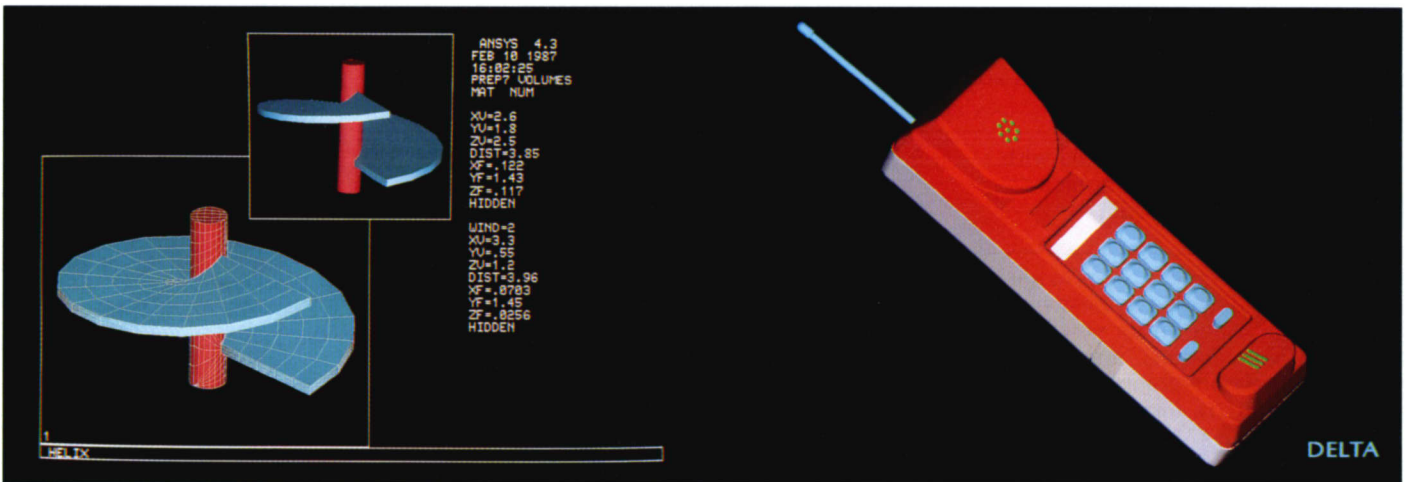 ANSYS 4.3
FEB 10 1987
16:02:25
PREP7 VOLUMES
MAT NUM
XV=2.6
YV=1.8
ZV=2.5
DIST=3.85
XF=.122
YF=1.43
ZF=.117
HIDDEN
WIND=2
XV=3.3
YV=.55
ZV=1.2
DIST=3.96
XF=.0703
YF=1.45
ZF=.0256
HIDDEN
1
HELIX
DELTA